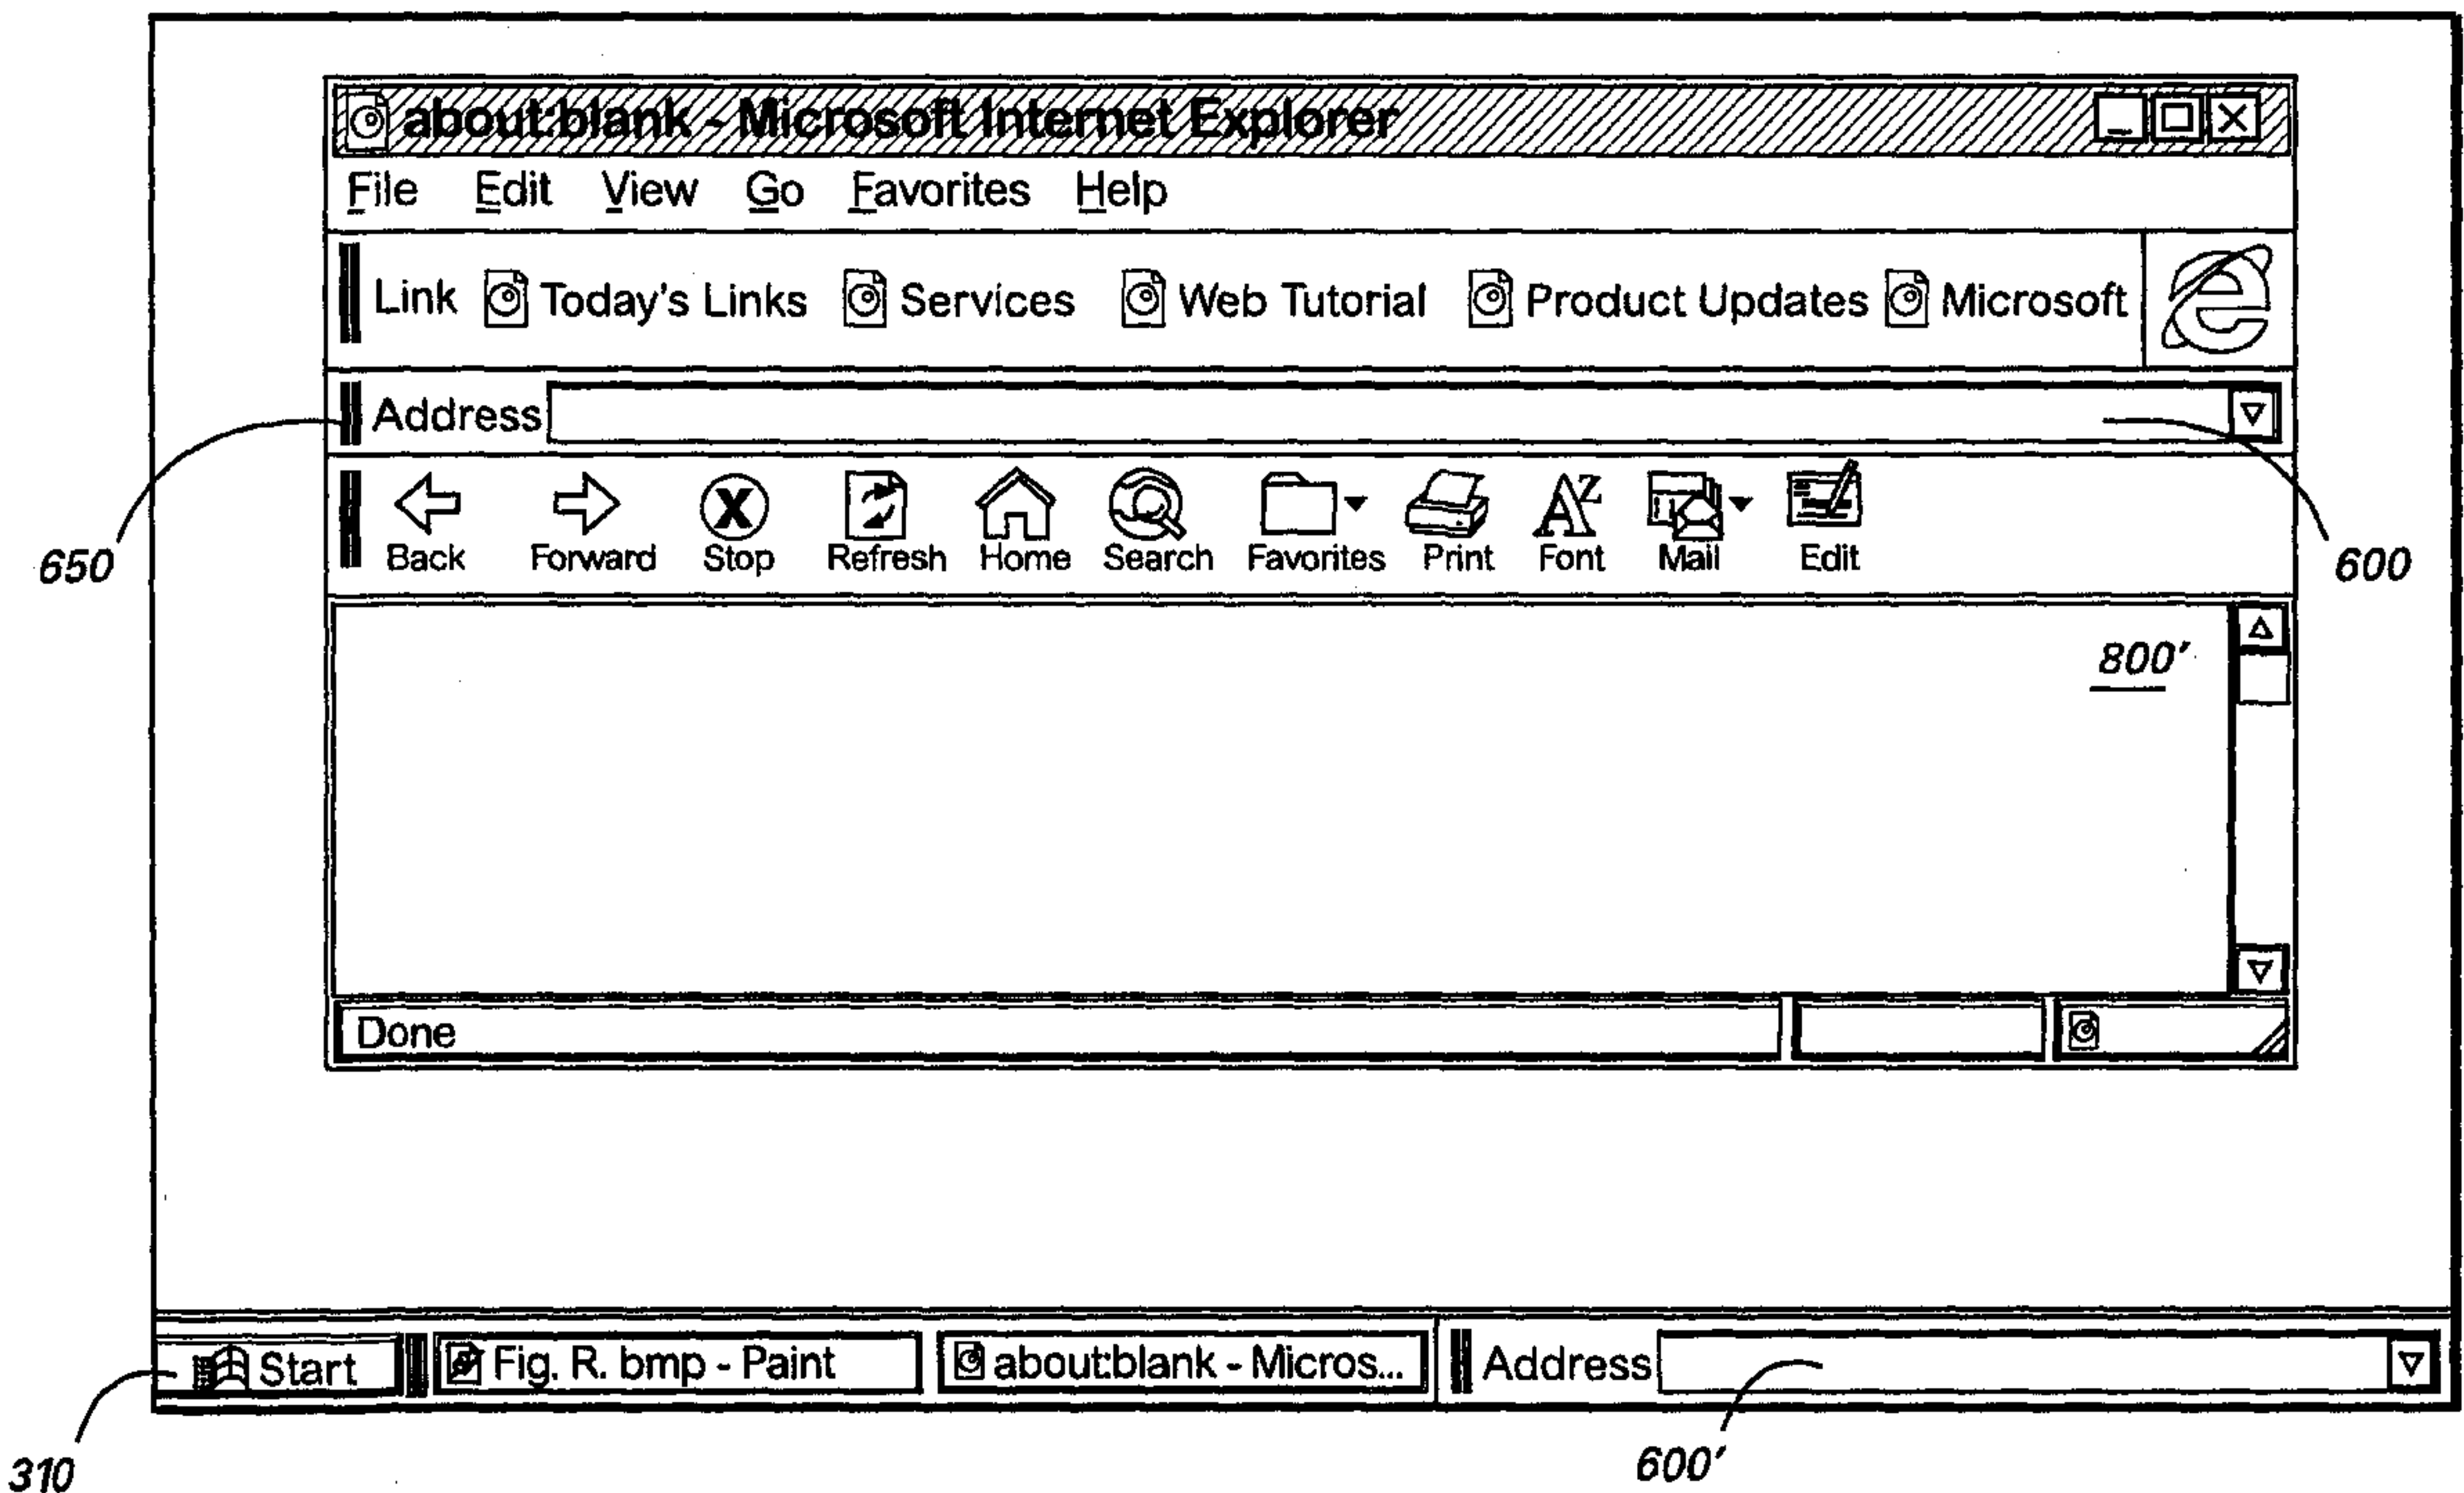 about:blank - Microsoft Internet Explorer
File Edit View Go Favorites Help
Link Today's Links Services Web Tutorial Product Updates Microsoft
Address
Back Forward Stop Refresh Home Search Favorites Print Font Mail Edit
650
600
800'
Done
Start Fig. R. bmp - Paint about:blank - Micros... Address
310
600'